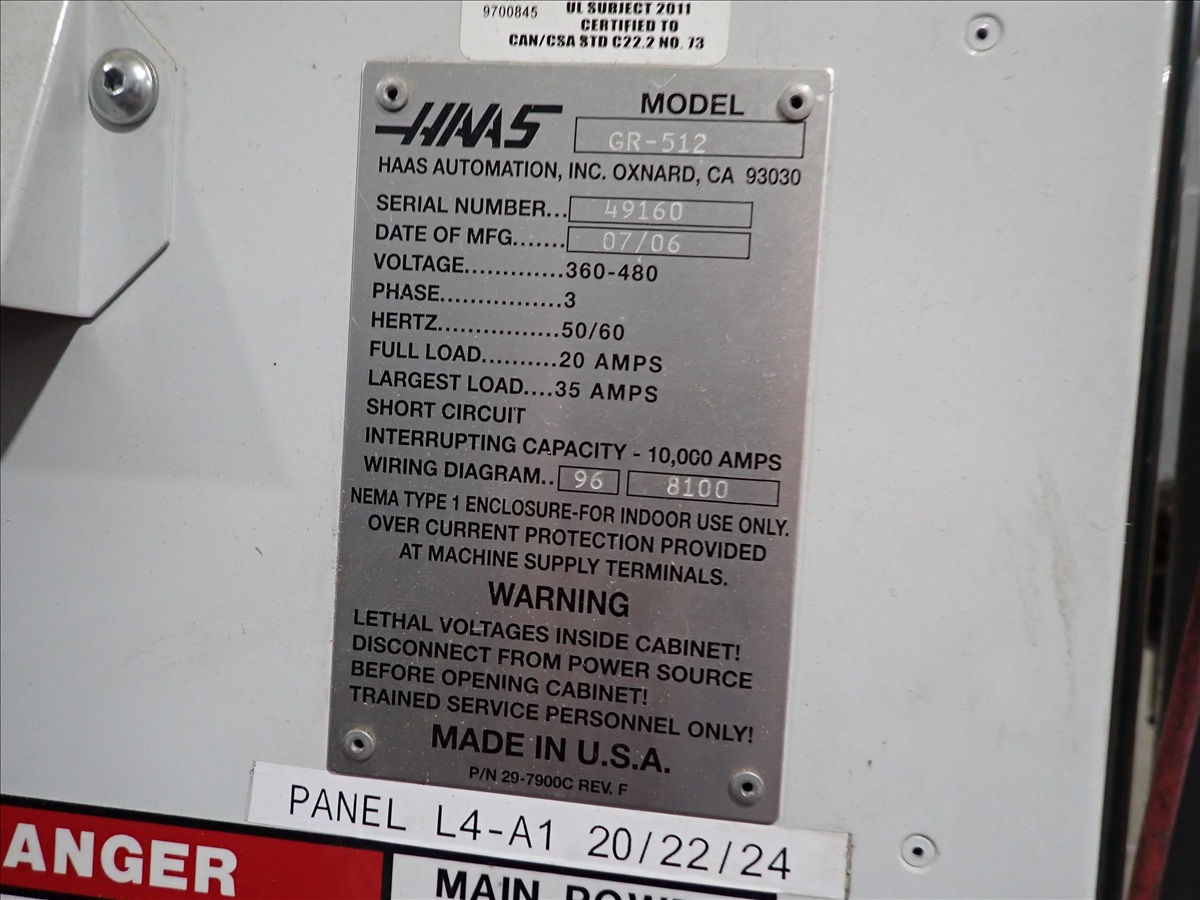 9700845
UL SUBJECT 2011
CERTIFIED TO
CAN/CSA STD C22.2 NO. 73
HAAS
MODEL
GR-512
HAAS AUTOMATION, INC. OXNARD, CA 93030
SERIAL NUMBER... 49160
DATE OF MFG....... 07/06
VOLTAGE.............360-480
PHASE................3
HERTZ................50/60
FULL LOAD..........20 AMPS
LARGEST LOAD....35 AMPS
SHORT CIRCUIT
INTERRUPTING CAPACITY - 10,000 AMPS
WIRING DIAGRAM.. 96 8100
NEMA TYPE 1 ENCLOSURE-FOR INDOOR USE ONLY.
OVER CURRENT PROTECTION PROVIDED
AT MACHINE SUPPLY TERMINALS.
WARNING
LETHAL VOLTAGES INSIDE CABINET!
DISCONNECT FROM POWER SOURCE
BEFORE OPENING CABINET!
TRAINED SERVICE PERSONNEL ONLY!
MADE IN U.S.A.
P/N 29-7900C REV. F
PANEL L4-A1 20/22/24
ANGER
MAIN POW